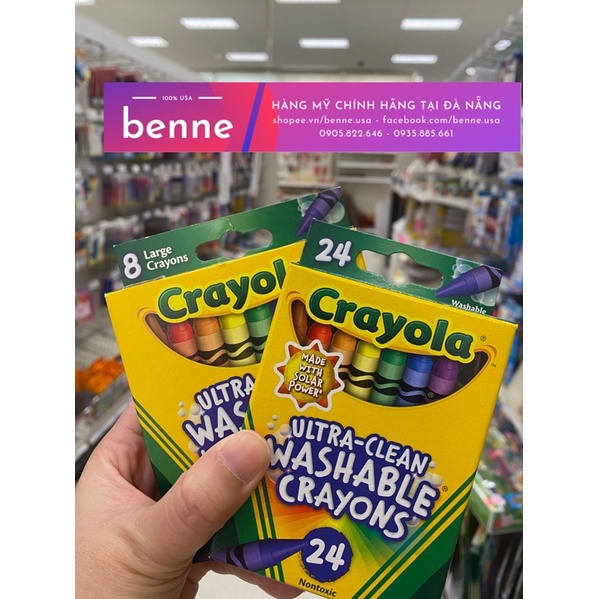 100% USA
benne
HÀNG MỸ CHÍNH HÃNG TẠI ĐÀ NẴNG
shopee.vn/benne.usa - facebook.com/benne.usa
0905.822.646 - 0935.885.661
8 Large
Crayons
Crayola
ULTRA
WAS
24
Washable
Crayola
MADE
WITH
SOLAR
POWER
ULTRA-CLEAN
WASHABLE
CRAYONS
24
Nontoxic